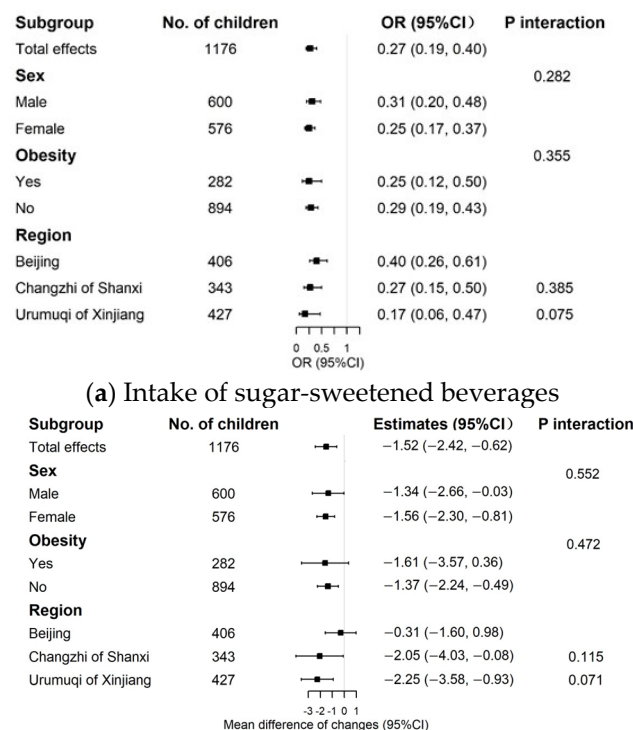 Subgroup No. of children OR (95%CI） P interaction
Total effects 1176 0.27 (0.19, 0.40)
Sex 0.282
Male 600 0.31 (0.20, 0.48)
Female 576 0.25 (0.17, 0.37)
Obesity 0.355
Yes 282 0.25 (0.12, 0.50)
No 894 0.29 (0.19, 0.43)
Region
Beijing 406 0.40 (0.26, 0.61)
Changzhi of Shanxi 343 0.27 (0.15, 0.50) 0.385
Urumuqi of Xinjiang 427 0.17 (0.06, 0.47) 0.075
0 0.5 1
OR (95%CI)
(a) Intake of sugar-sweetened beverages
Subgroup No. of children Estimates (95%CI） P interaction
Total effects 1176 −1.52 (−2.42, −0.62)
Sex 0.552
Male 600 −1.34 (−2.66, −0.03)
Female 576 −1.56 (−2.30, −0.81)
Obesity 0.472
Yes 282 −1.61 (−3.57, 0.36)
No 894 −1.37 (−2.24, −0.49)
Region
Beijing 406 −0.31 (−1.60, 0.98)
Changzhi of Shanxi 343 −2.05 (−4.03, −0.08) 0.115
Urumuqi of Xinjiang 427 −2.25 (−3.58, −0.93) 0.071
-3 -2 -1 0 1
Mean difference of changes (95%CI)